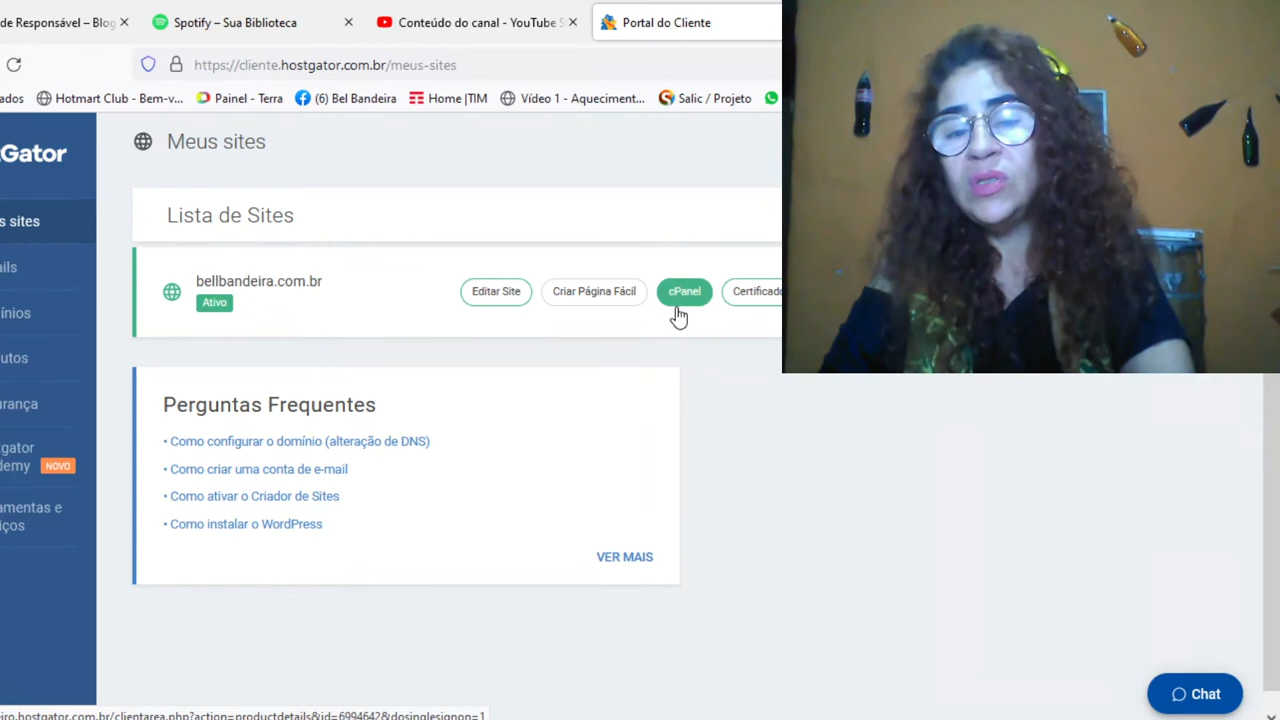 de Responsável – Blog
Spotify – Sua Biblioteca
Conteúdo do canal - YouTube S
Portal do Cliente
https://cliente.hostgator.com.br/meus-sites
ados
Hotmart Club - Bem-v...
Painel - Terra
(6) Bel Bandeira
Home |TIM
Vídeo 1 - Aqueciment...
Salic / Projeto
tGator
Meus sites
s sites
Lista de Sites
ils
bellbandeira.com.br
Ativo
Editar Site
Criar Página Fácil
cPanel
Certificado
ínios
utos
urança
tgator
demy
NOVO
amentas e
iços
Perguntas Frequentes
• Como configurar o domínio (alteração de DNS)
• Como criar uma conta de e-mail
• Como ativar o Criador de Sites
• Como instalar o WordPress
VER MAIS
Chat
eiro.hostgator.com.br/clientarea.php?action=productdetails&id=6994642&dosinglesignon=1